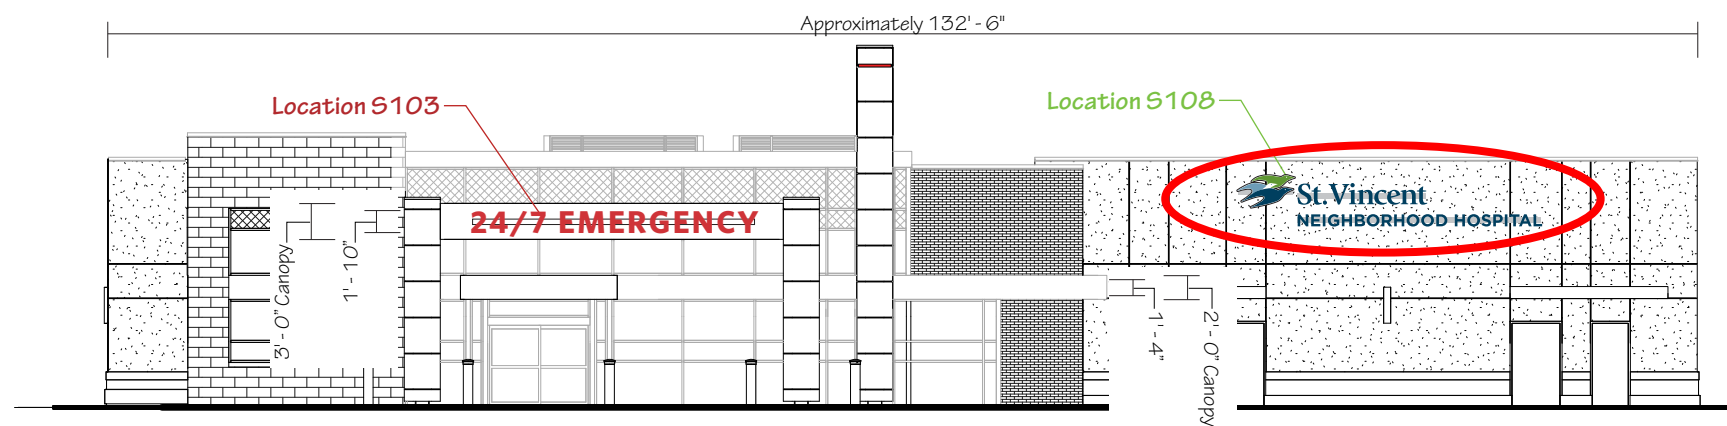 Approximately 132' - 6"
Location S103
Location S108
24/7 EMERGENCY
St.Vincent
NEIGHBORHOOD HOSPITAL
3' - 0" Canopy
1' - 10"
1' - 4"
2' - 0" Canopy